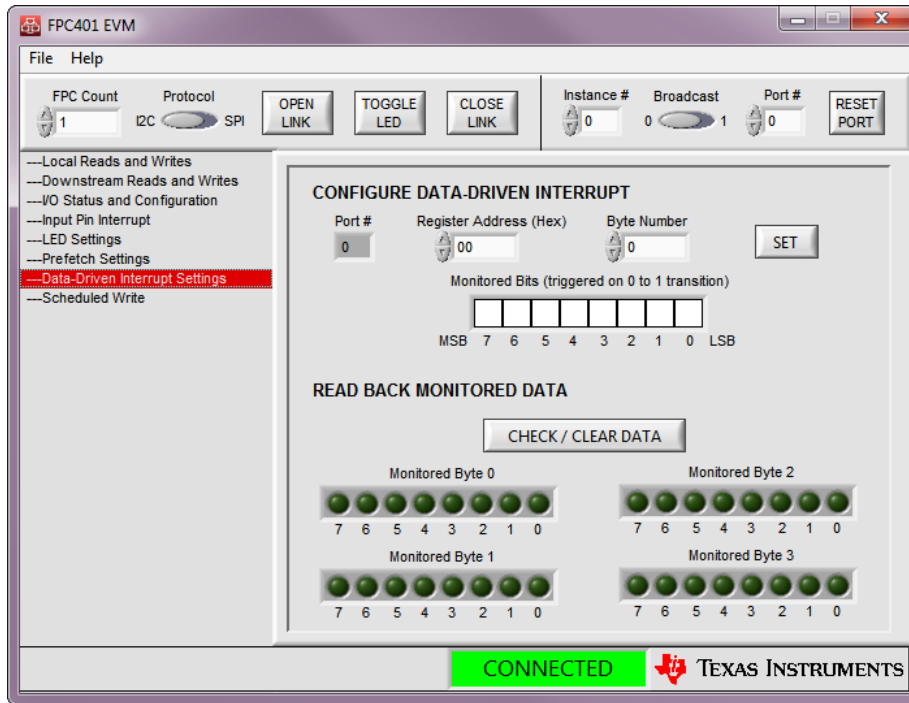 FPC401 EVM
File Help
FPC Count Protocol Instance # Broadcast Port #
1 I2C SPI OPEN LINK TOGGLE LED CLOSE LINK 0 0 1 0 RESET PORT
---Local Reads and Writes
---Downstream Reads and Writes
---I/O Status and Configuration
---Input Pin Interrupt
---LED Settings
---Prefetch Settings
---Data-Driven Interrupt Settings
---Scheduled Write
CONFIGURE DATA-DRIVEN INTERRUPT
Port # Register Address (Hex) Byte Number
0 00 0 SET
Monitored Bits (triggered on 0 to 1 transition)
MSB 7 6 5 4 3 2 1 0 LSB
READ BACK MONITORED DATA
CHECK / CLEAR DATA
Monitored Byte 0 Monitored Byte 2
7 6 5 4 3 2 1 0 7 6 5 4 3 2 1 0
Monitored Byte 1 Monitored Byte 3
7 6 5 4 3 2 1 0 7 6 5 4 3 2 1 0
CONNECTED TEXAS INSTRUMENTS